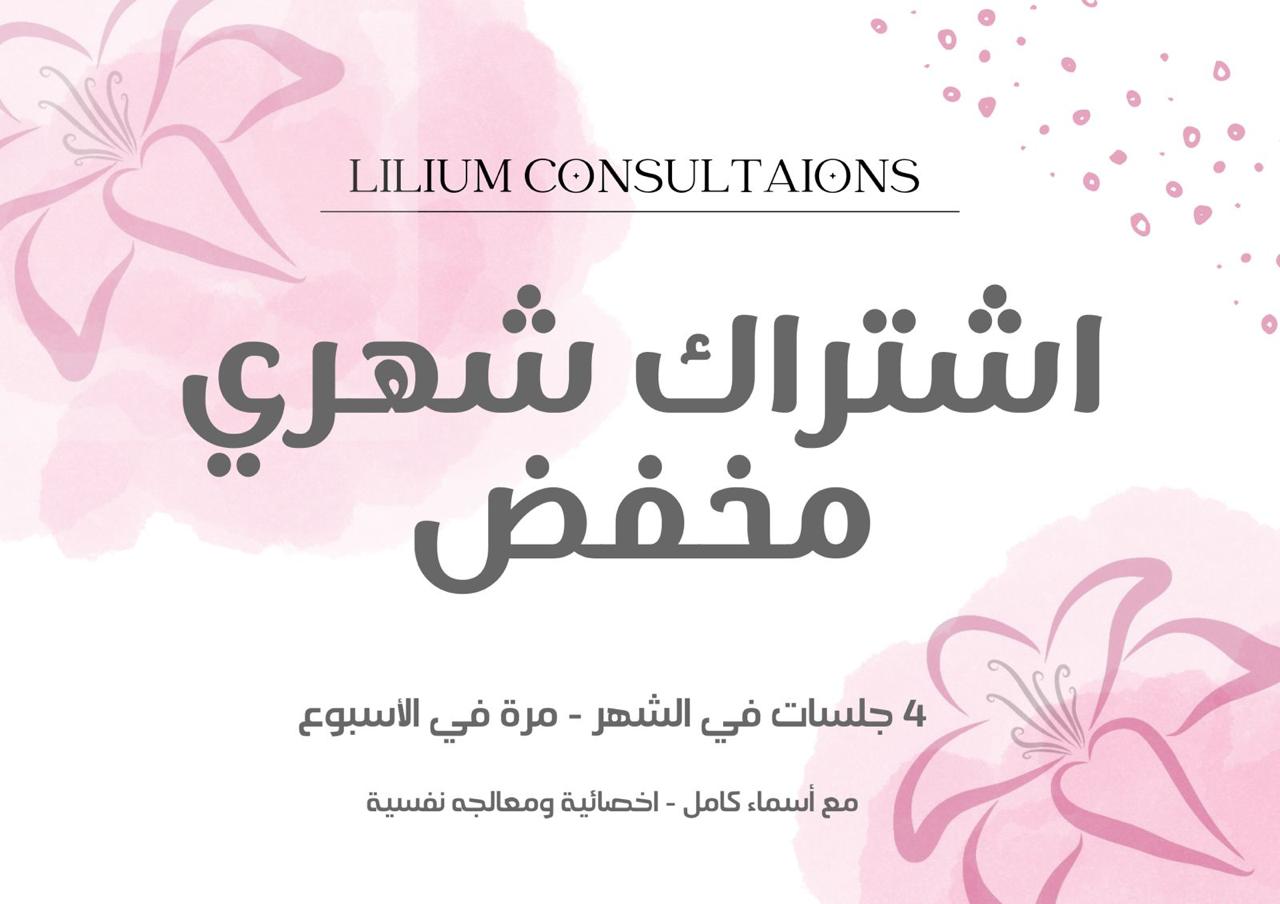 LILIUM CONSULTAIONS
اشتراك شهري
مخفض
4 جلسات في الشهر - مرة في الأسبوع
مع أسماء كامل - اخصائية ومعالجه نفسية